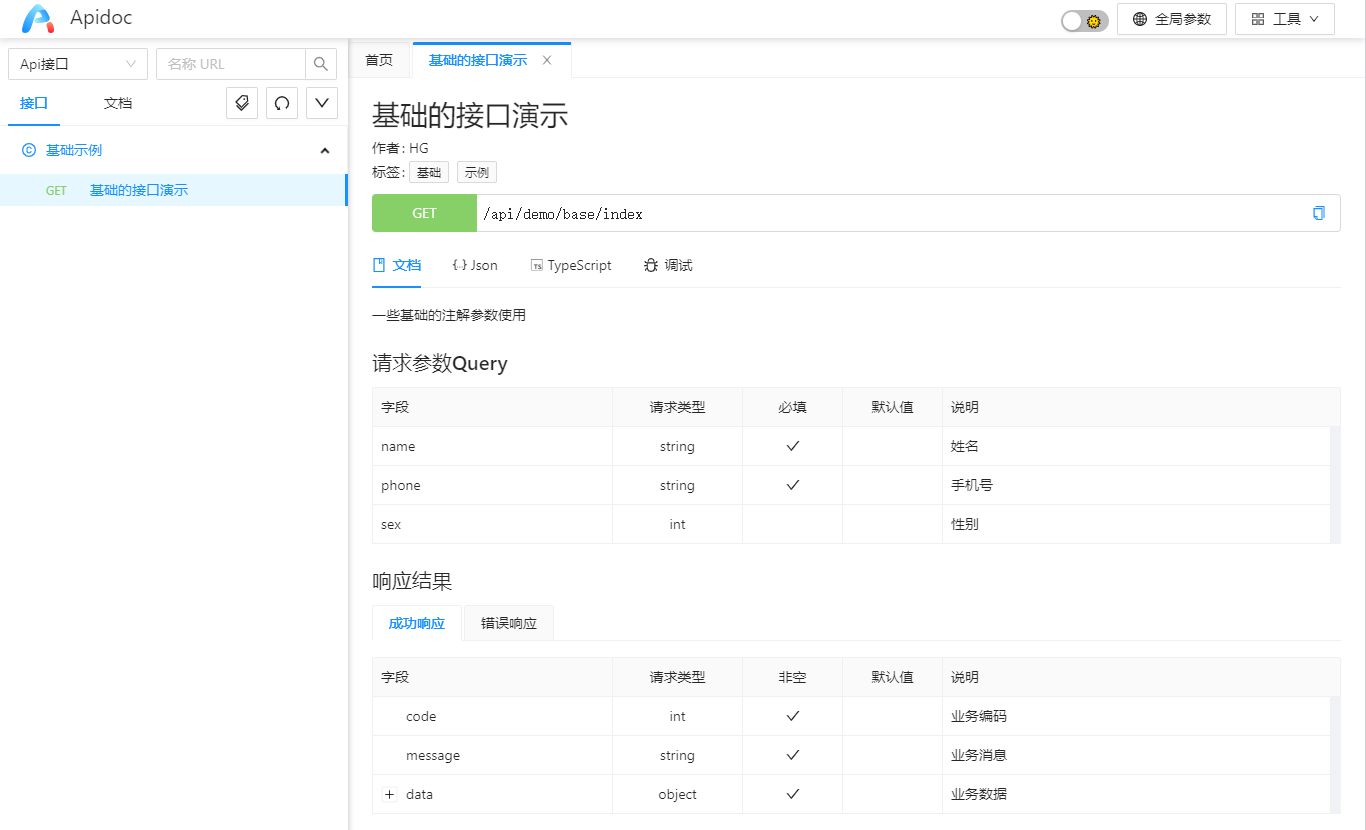 Apidoc
全局参数
工具
Api接口
名称 URL
接口
文档
基础示例
GET 基础的接口演示
首页
基础的接口演示
基础的接口演示
作者: HG
标签: 基础 示例
GET /api/demo/base/index
文档 {..} Json TS TypeScript 调试
一些基础的注解参数使用
请求参数Query
字段 请求类型 必填 默认值 说明
name string 姓名
phone string 手机号
sex int 性别
响应结果
成功响应 错误响应
字段 请求类型 非空 默认值 说明
code int 业务编码
message string 业务消息
data object 业务数据